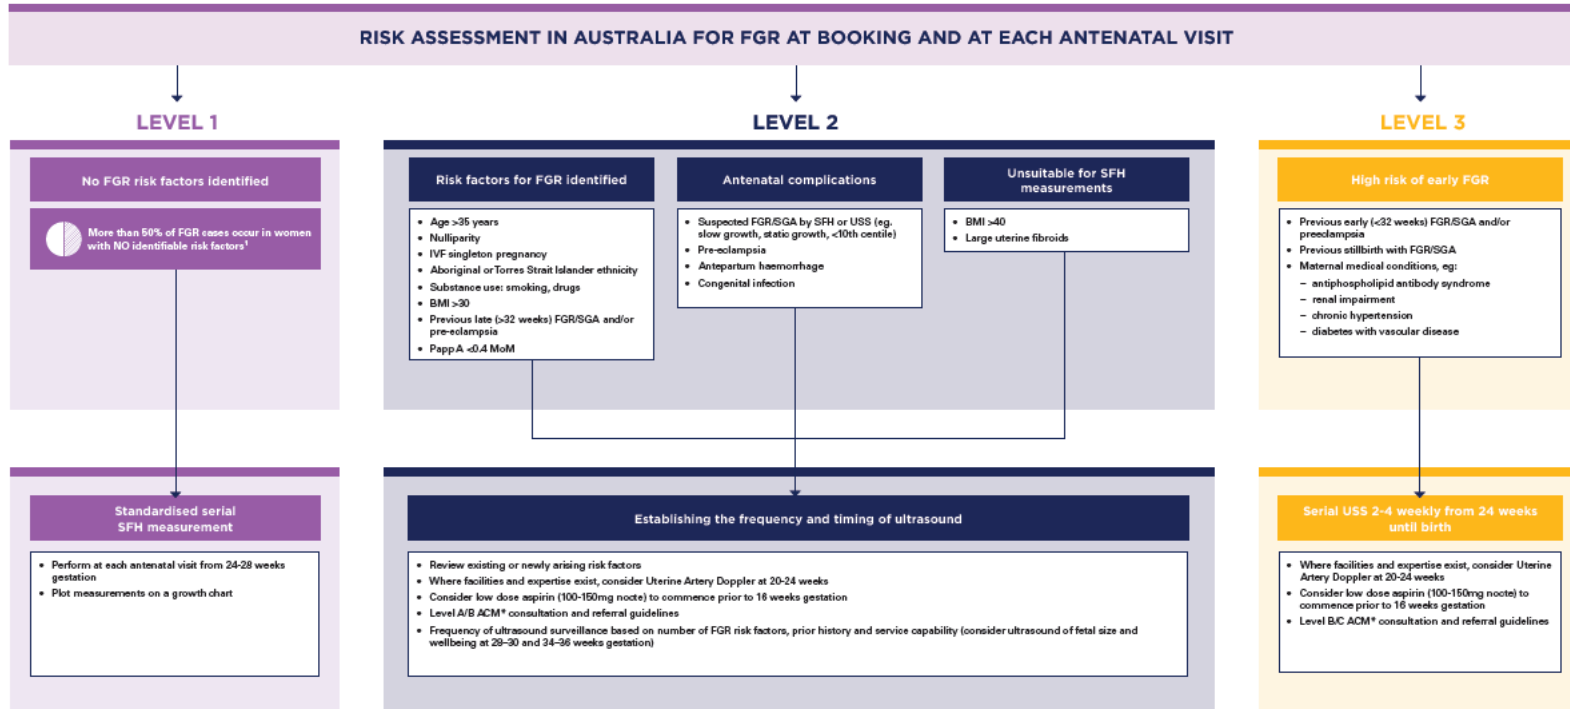 RISK ASSESSMENT IN AUSTRALIA FOR FGR AT BOOKING AND AT EACH ANTENATAL VISIT
LEVEL 1
No FGR risk factors identified
More than 50% of FGR cases occur in women
with NO identifiable risk factors¹
Standardised serial
SFH measurement
• Perform at each antenatal visit from 24-28 weeks
gestation
• Plot measurements on a growth chart
LEVEL 2
Risk factors for FGR identified
• Age >35 years
• Nulliparity
• IVF singleton pregnancy
• Aboriginal or Torres Strait Islander ethnicity
• Substance use: smoking, drugs
• BMI >30
• Previous late (>32 weeks) FGR/SGA and/or
pre-eclampsia
• PappA <0.4 MoM
Antenatal complications
• Suspected FGR/SGA by SFH or USS (eg.
slow growth, static growth, <10th centile)
• Pre-eclampsia
• Antepartum haemorrhage
• Congenital infection
Unsuitable for SFH
measurements
• BMI >40
• Large uterine fibroids
Establishing the frequency and timing of ultrasound
• Review existing or newly arising risk factors
• Where facilities and expertise exist, consider Uterine Artery Doppler at 20-24 weeks
• Consider low dose aspirin (100-150mg nocte) to commence prior to 16 weeks gestation
• Level A/B ACM* consultation and referral guidelines
• Frequency of ultrasound surveillance based on number of FGR risk factors, prior history and service capability (consider ultrasound of fetal size and
wellbeing at 28–30 and 34–36 weeks gestation)
LEVEL 3
High risk of early FGR
• Previous early (<32 weeks) FGR/SGA and/or
preeclampsia
• Previous stillbirth with FGR/SGA
• Maternal medical conditions, eg:
– antiphospholipid antibody syndrome
– renal impairment
– chronic hypertension
– diabetes with vascular disease
Serial USS 2-4 weekly from 24 weeks
until birth
• Where facilities and expertise exist, consider Uterine
Artery Doppler at 20-24 weeks
• Consider low dose aspirin (100-150mg nocte) to
commence prior to 16 weeks gestation
• Level B/C ACM* consultation and referral guidelines